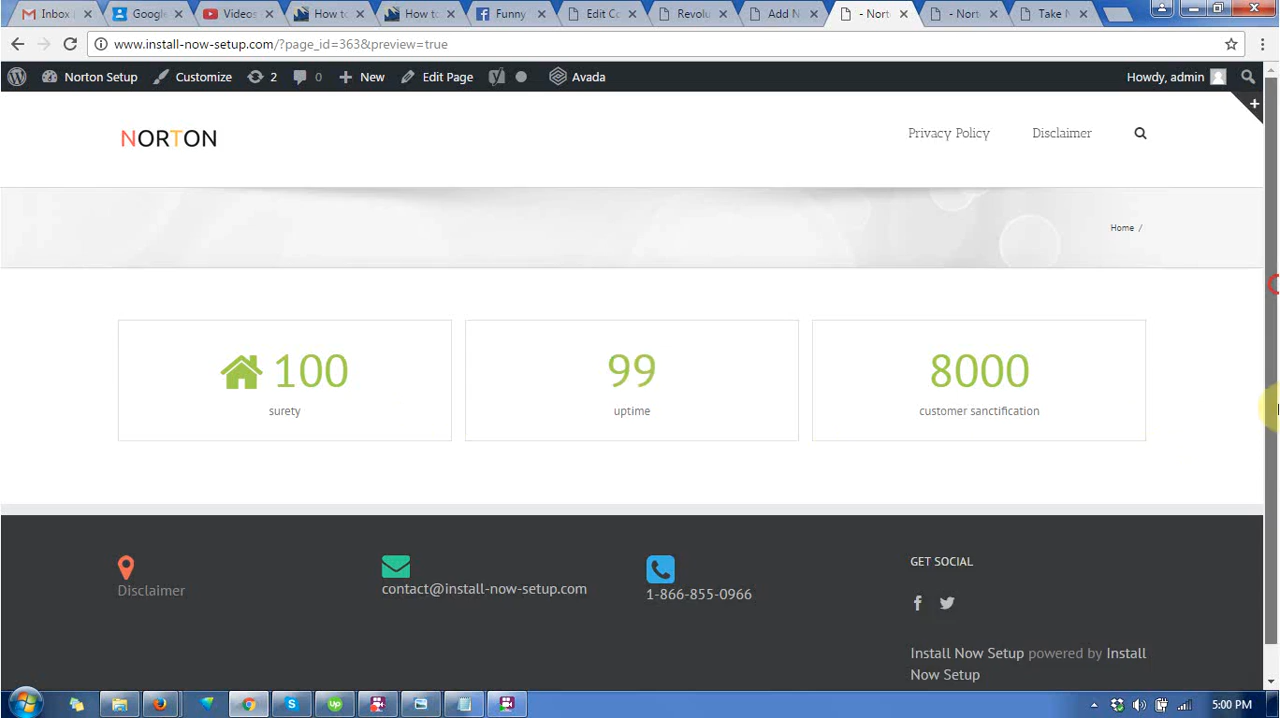 Inbox
Google
Videos
How to
How to
Funny
Edit Co
Revolu
Add N
- Nort
- Nort
Take N
www.install-now-setup.com/?page_id=363&preview=true
Norton Setup
Customize
2
0
New
Edit Page
Avada
Howdy, admin
NORTON
Privacy Policy
Disclaimer
Home /
100
surety
99
uptime
8000
customer sanctification
Disclaimer
contact@install-now-setup.com
1-866-855-0966
GET SOCIAL
Install Now Setup powered by Install
Now Setup
5:00 PM